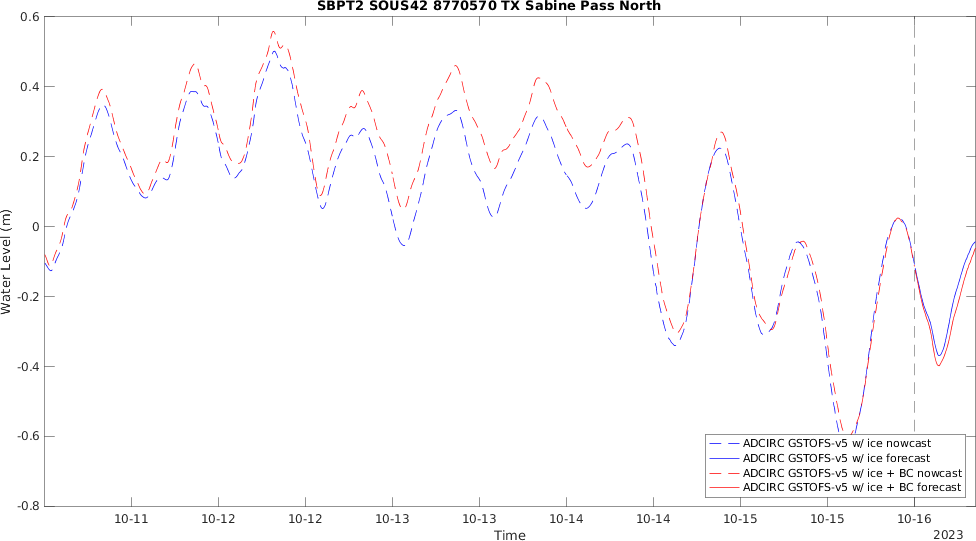 SBPT2 SOUS42 8770570 TX Sabine Pass North
0.6
0.4
0.2
0
-0.2
-0.4
-0.6
-0.8
Water Level (m)
ADCIRC GSTOFS-v5 w/ ice nowcast
ADCIRC GSTOFS-v5 w/ ice forecast
ADCIRC GSTOFS-v5 w/ ice + BC nowcast
ADCIRC GSTOFS-v5 w/ ice + BC forecast
10-11 10-12 10-12 10-13 10-13 10-14 10-14 10-15 10-15 10-16
Time
2023